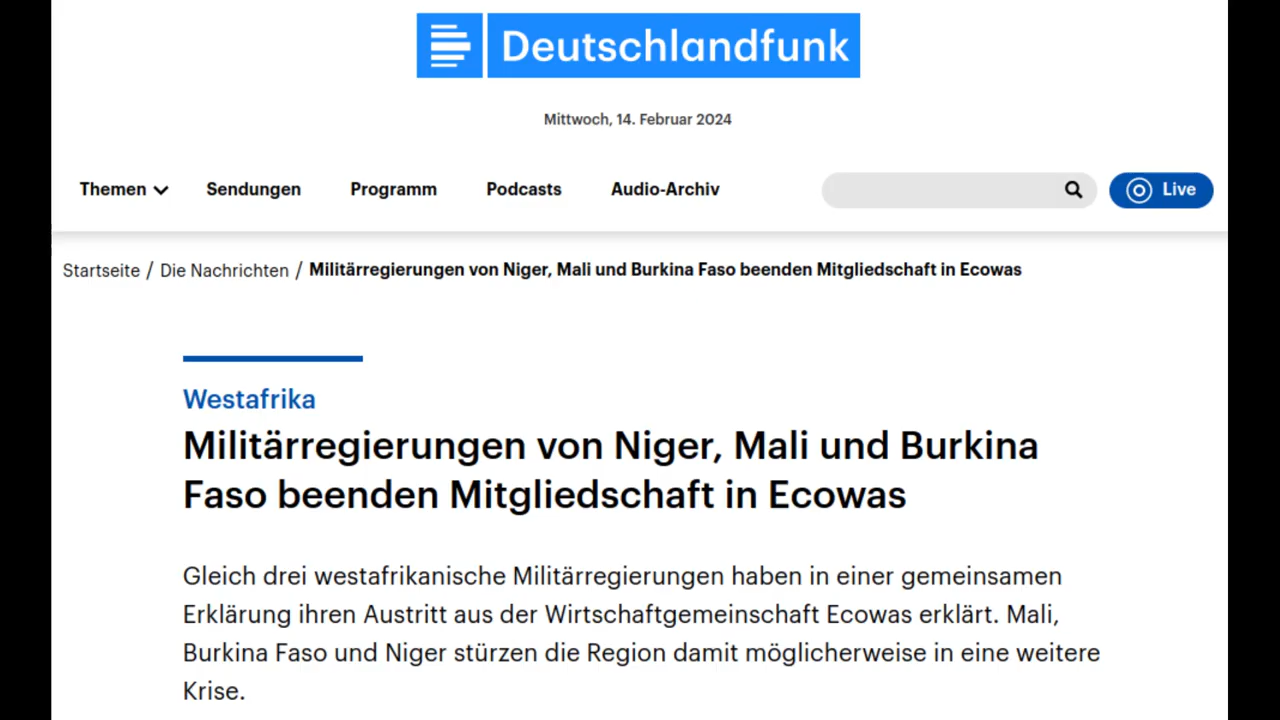 Deutschlandfunk
Mittwoch, 14. Februar 2024
Themen Sendungen Programm Podcasts Audio-Archiv Live
Startseite / Die Nachrichten / Militärregierungen von Niger, Mali und Burkina Faso beenden Mitgliedschaft in Ecowas
Westafrika
Militärregierungen von Niger, Mali und Burkina
Faso beenden Mitgliedschaft in Ecowas
Gleich drei westafrikanische Militärregierungen haben in einer gemeinsamen
Erklärung ihren Austritt aus der Wirtschaftgemeinschaft Ecowas erklärt. Mali,
Burkina Faso und Niger stürzen die Region damit möglicherweise in eine weitere
Krise.